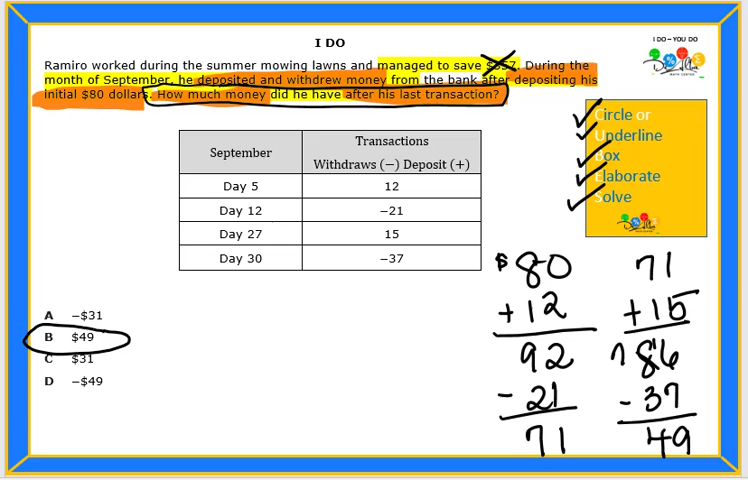 I DO
I DO – YOU DO
Ramiro worked during the summer mowing lawns and managed to save $357. During the
month of September, he deposited and withdrew money from the bank after depositing his
initial $80 dollars. How much money did he have after his last transaction?
MATH CENTER
Circle or
Underline
Box
Elaborate
Solve
September Transactions
Withdraws (−) Deposit (+)
Day 5 12
Day 12 −21
Day 27 15
Day 30 −37
A −$31
B $49
C $31
D −$49
$80
+12
92
- 21
71
71
+15
7 86
- 37
49